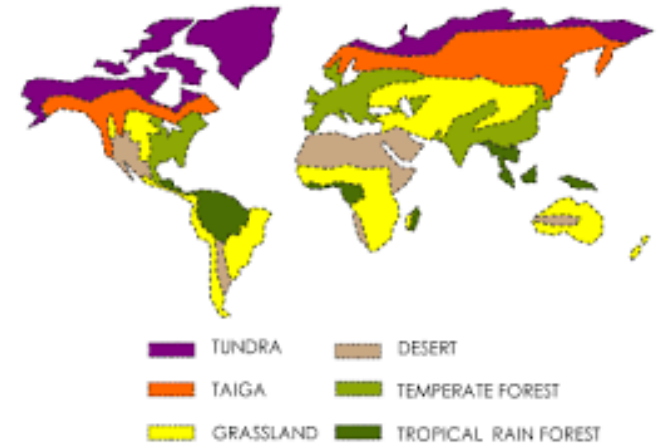 TUNDRA
DESERT
TAIGA
TEMPERATE FOREST
GRASSLAND
TROPICAL RAIN FOREST